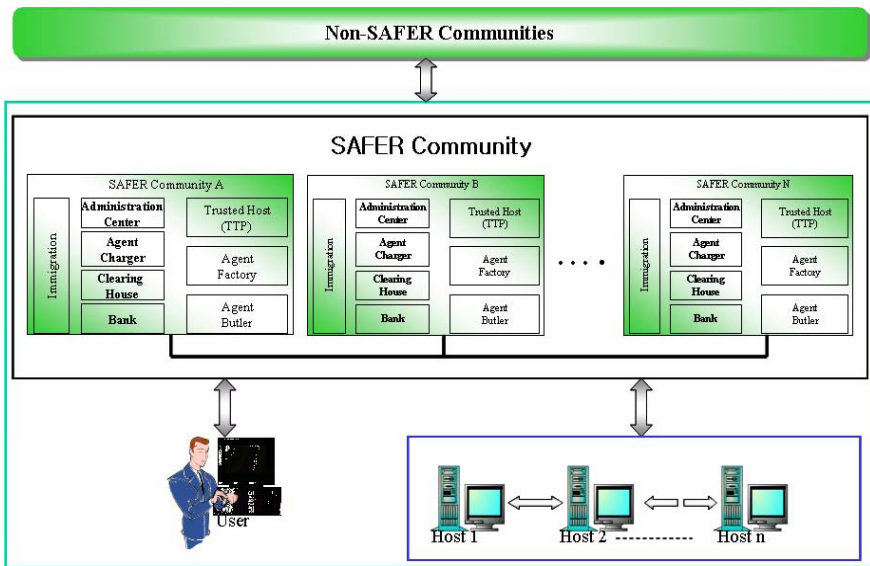 Non-SAFER Communities
SAFER Community
SAFER Community A
Immigration
Administration
Center
Agent
Charger
Clearing
House
Bank
Trusted Host
(TTP)
Agent
Factory
Agent
Butler
SAFER Community B
Immigration
Administration
Center
Agent
Charger
Clearing
House
Bank
Trusted Host
(TTP)
Agent
Factory
Agent
Butler
. . . .
SAFER Community N
Immigration
Administration
Center
Agent
Charger
Clearing
House
Bank
Trusted Host
(TTP)
Agent
Factory
Agent
Butler
User
Host 1
Host 2
Host n